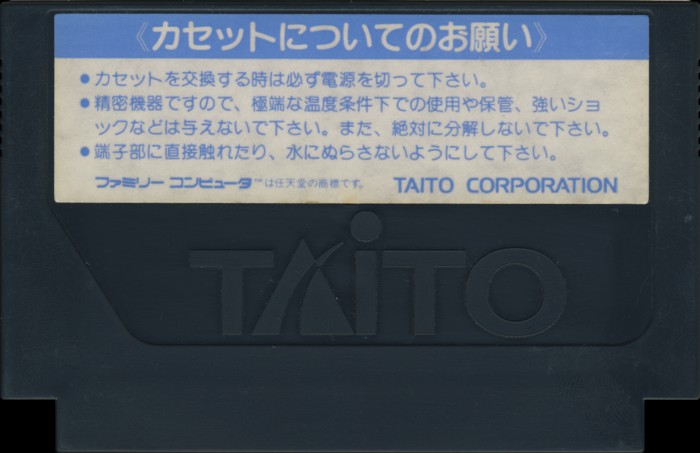 《カセットについてのお願い》
●カセットを交換する時は必ず電源を切って下さい。
●精密機器ですので、極端な温度条件下での使用や保管、強いショ
ックなどは与えないで下さい。また、絶対に分解しないで下さい。
●端子部に直接触れたり、水にぬらさないようにして下さい。
ファミリーコンピュータ™は任天堂の商標です。 TAITO CORPORATION
TAITO